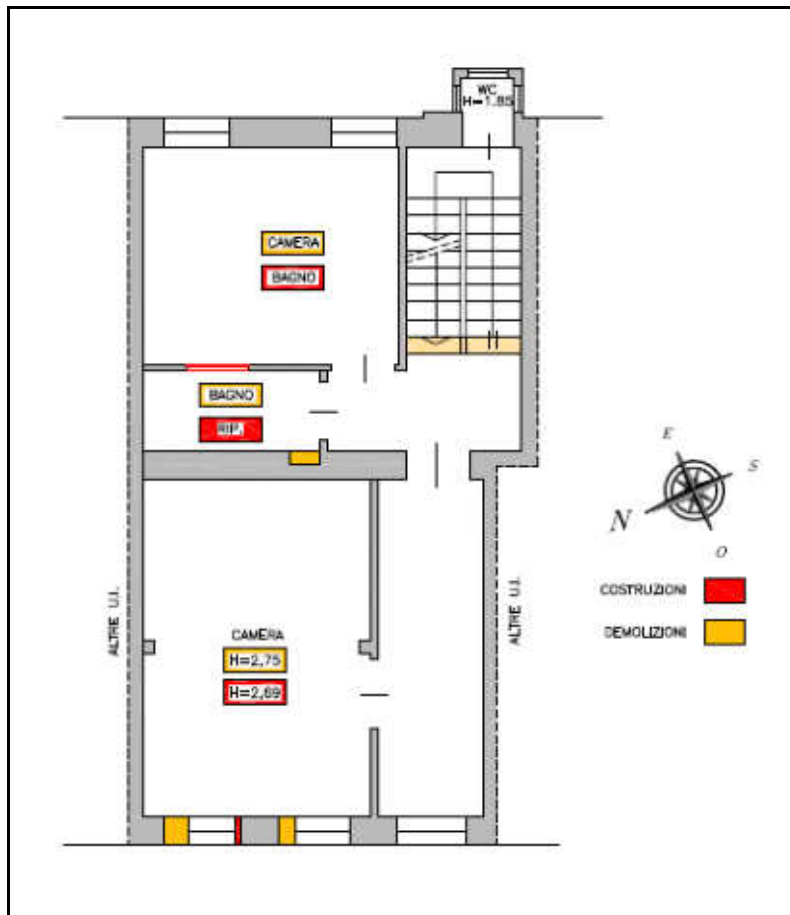 WC
H=1,85
CAMERA
BAGNO
BAGNO
RIP.
E
S
N
O
COSTRUZIONI
DEMOLIZIONI
ALTRE U.I.
ALTRE U.I.
CAMERA
H=2,75
H=2,69